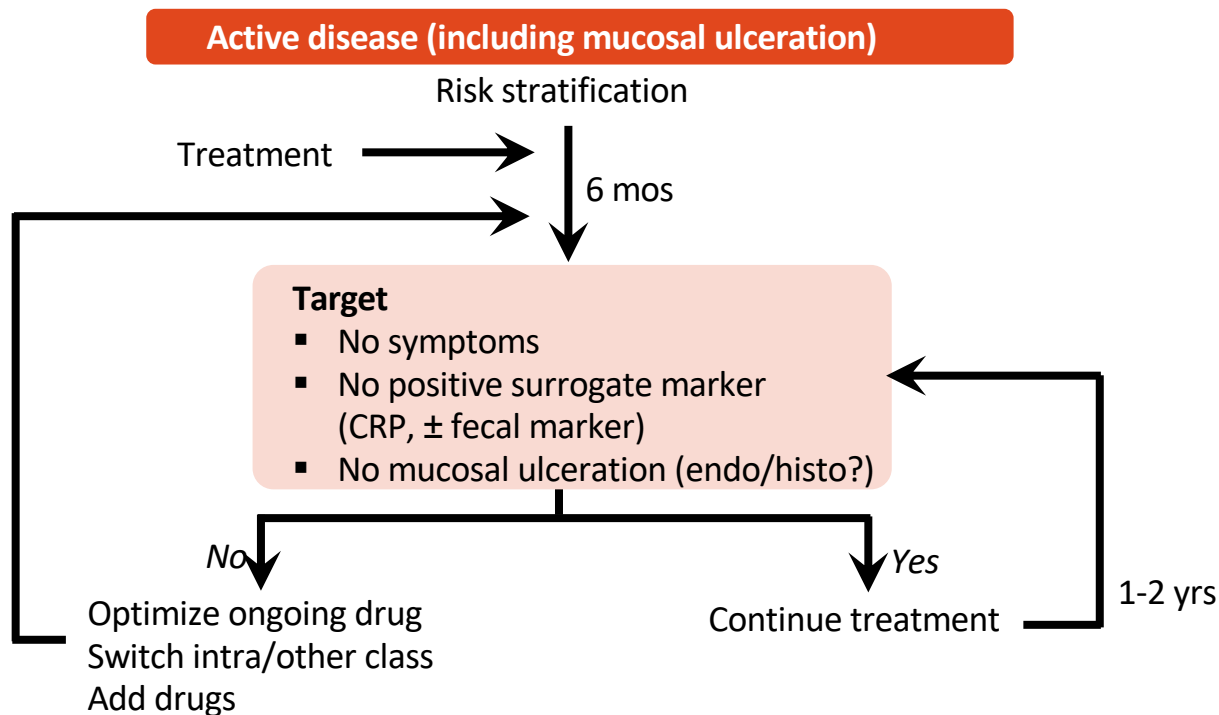 Active disease (including mucosal ulceration)
Risk stratification
Treatment
6 mos
Target
▪ No symptoms
▪ No positive surrogate marker
(CRP, ± fecal marker)
▪ No mucosal ulceration (endo/histo?)
No
Yes
Optimize ongoing drug
Switch intra/other class
Add drugs
Continue treatment
1-2 yrs